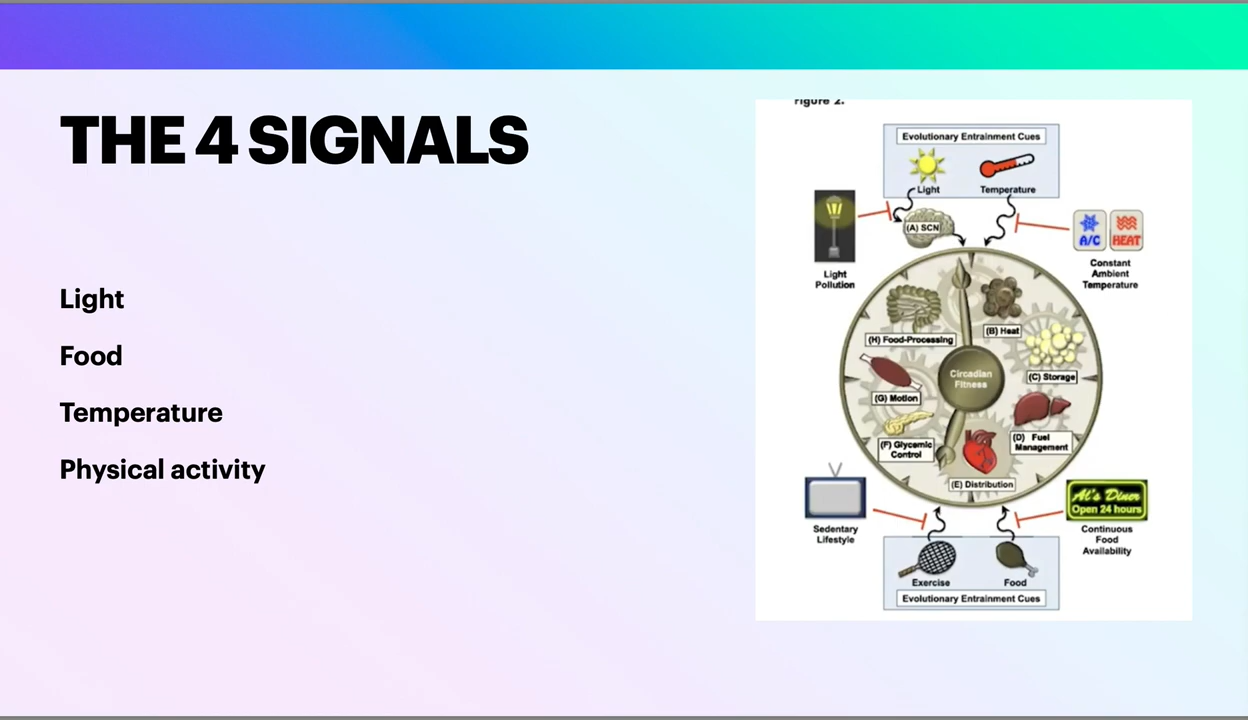 THE 4 SIGNALS
Light
Food
Temperature
Physical activity
Figure 2.
Evolutionary Entrainment Cues
Light
Temperature
(A) SCN
A/C
HEAT
Light
Pollution
Constant
Ambient
Temperature
(B) Heat
(H) Food-Processing
Circadian
Fitness
(C) Storage
(G) Motion
(D) Fuel
Management
(F) Glycemic
Control
(E) Distribution
Al's Diner
Open 24 hours
Sedentary
Lifestyle
Continuous
Food
Availability
Exercise
Food
Evolutionary Entrainment Cues